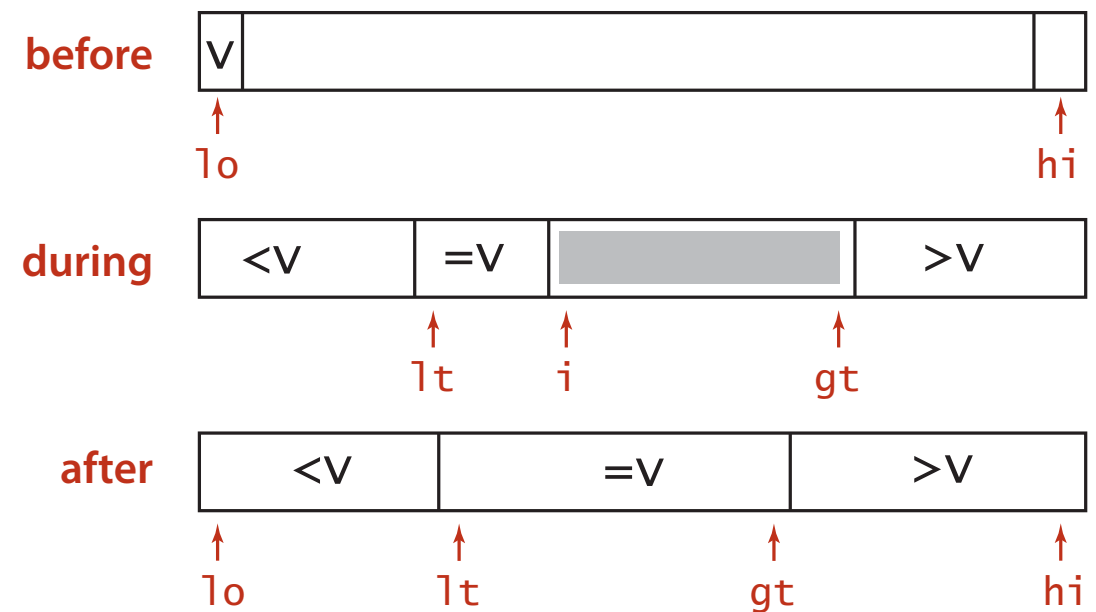 before V
lo hi
during <V =V >V
lt i gt
after <V =V >V
lo lt gt hi